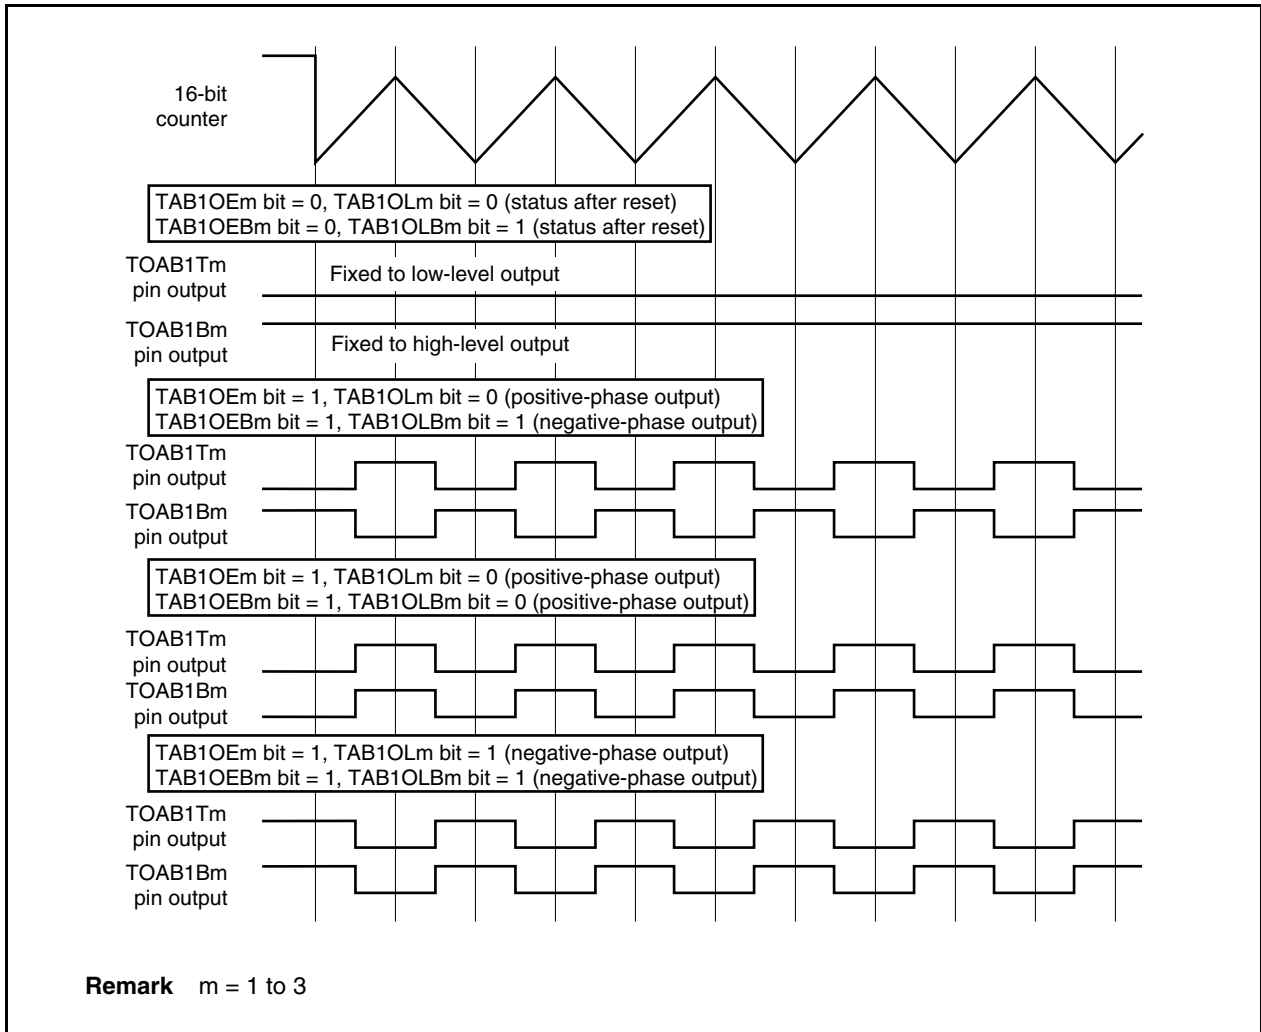 16-bit
counter
TAB1OEm bit = 0, TAB1OLm bit = 0 (status after reset)
TAB1OEBm bit = 0, TAB1OLBm bit = 1 (status after reset)
TOAB1Tm
pin output
Fixed to low-level output
TOAB1Bm
pin output
Fixed to high-level output
TAB1OEm bit = 1, TAB1OLm bit = 0 (positive-phase output)
TAB1OEBm bit = 1, TAB1OLBm bit = 1 (negative-phase output)
TOAB1Tm
pin output
TOAB1Bm
pin output
TAB1OEm bit = 1, TAB1OLm bit = 0 (positive-phase output)
TAB1OEBm bit = 1, TAB1OLBm bit = 0 (positive-phase output)
TOAB1Tm
pin output
TOAB1Bm
pin output
TAB1OEm bit = 1, TAB1OLm bit = 1 (negative-phase output)
TAB1OEBm bit = 1, TAB1OLBm bit = 1 (negative-phase output)
TOAB1Tm
pin output
TOAB1Bm
pin output
Remark m = 1 to 3